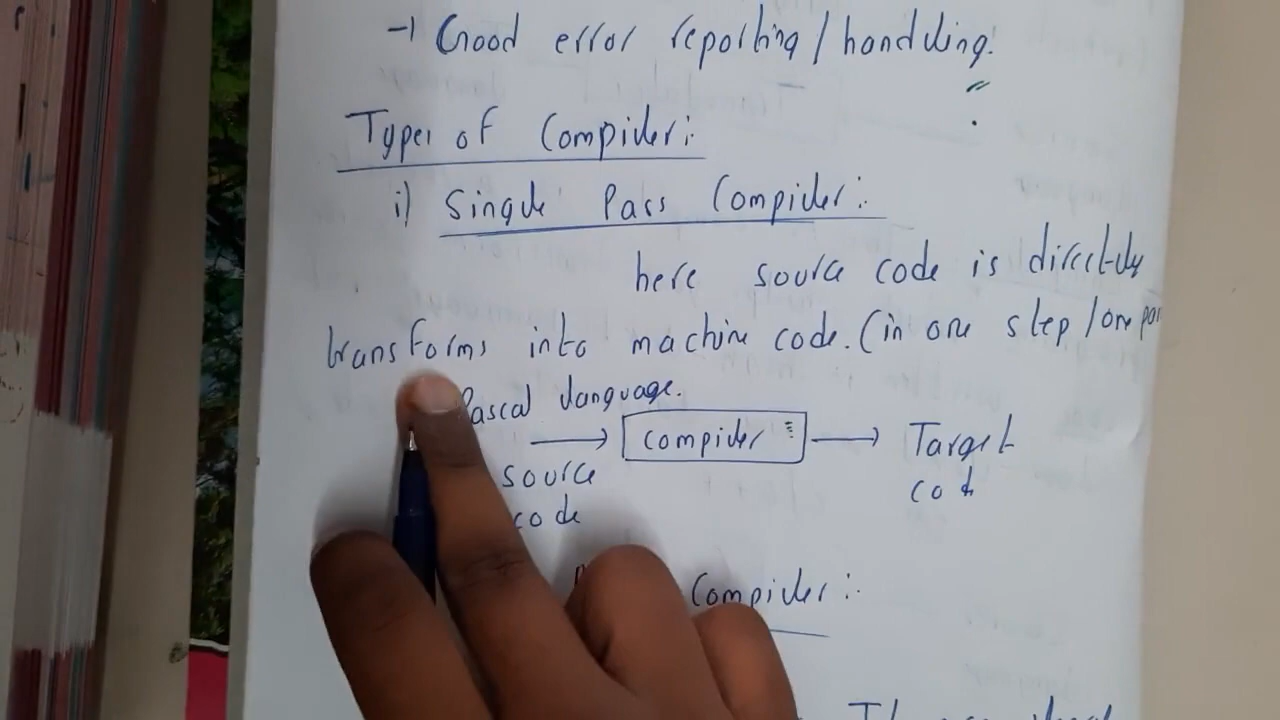 → Good error reporting/handling.
Types of Compiler:
i) Single Pass Compiler:
here source code is directly
transforms into machine code. (in one step/one pas
Pascal language.
→ compiler → Target
source
code
code
Compiler: